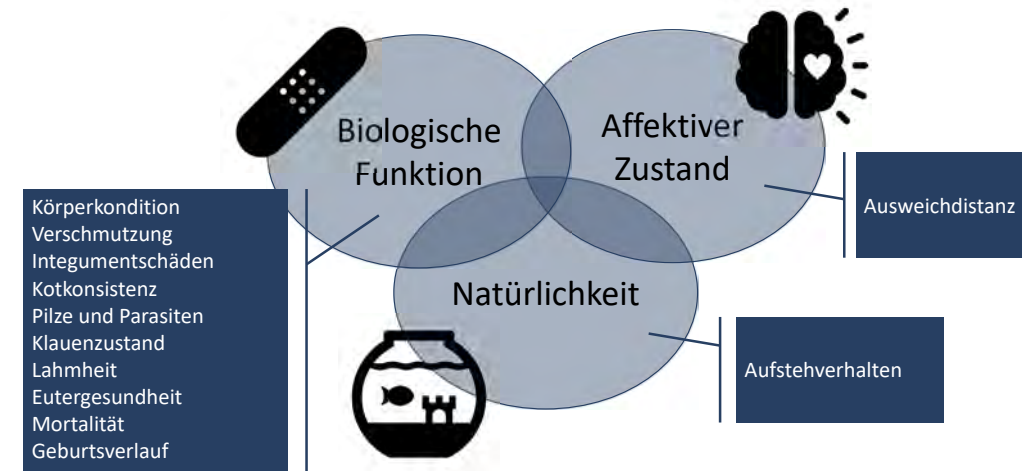 Biologische
Funktion
Affektiver
Zustand
Natürlichkeit
Körperkondition
Verschmutzung
Integumentschäden
Kotkonsistenz
Pilze und Parasiten
Klauenzustand
Lahmheit
Eutergesundheit
Mortalität
Geburtsverlauf
Ausweichdistanz
Aufstehverhalten